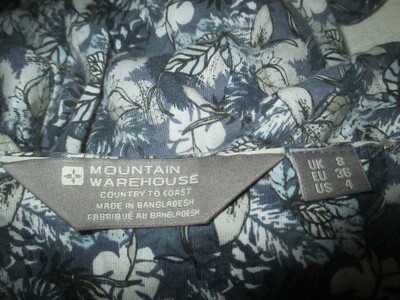 MOUNTAIN
WAREHOUSE
COUNTRY TO COAST
MADE IN BANGLADESH
FABRIQUÉ AU BANGLADESH
UK 8
EU 36
US 4